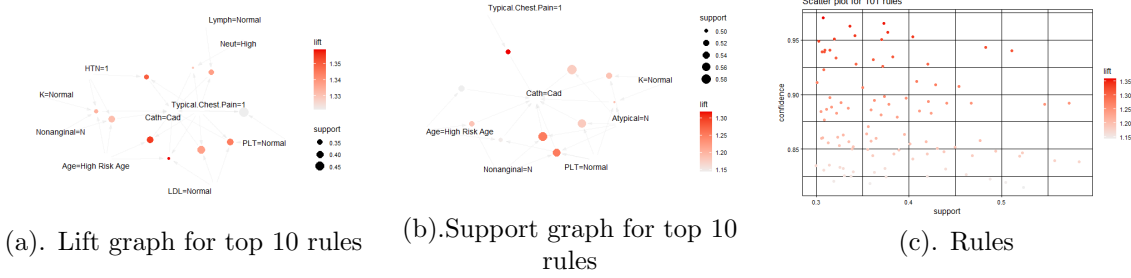 Lymph=Normal
Neut=High
HTN=1
K=Normal
Typical.Chest Pain=1
Cath=Cad
Nonanginal=N
PLT=Normal
Age=High Risk Age
LDL=Normal
lift
1.35
1.34
1.33
support
0.35
0.40
0.45
(a). Lift graph for top 10 rules
Typical.Chest Pain=1
K=Normal
Cath=Cad
Atypical=N
Age=High Risk Age
Nonanginal=N
PLT=Normal
support
0.50
0.52
0.54
0.56
0.58
lift
1.30
1.25
1.20
1.15
(b).Support graph for top 10
rules
Scatter plot for 101 rules
confidence
0.95
0.90
0.85
0.3
0.4
0.5
support
lift
1.35
1.30
1.25
1.20
1.15
(c). Rules